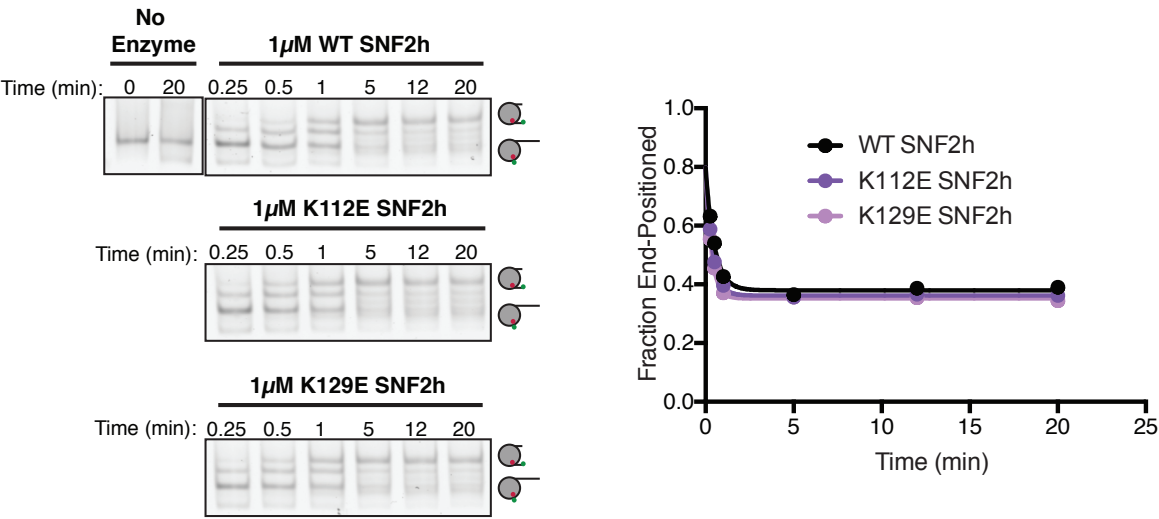 No
Enzyme
1µM WT SNF2h
Time (min): 0 20 0.25 0.5 1 5 12 20
1µM K112E SNF2h
Time (min): 0.25 0.5 1 5 12 20
1µM K129E SNF2h
Time (min): 0.25 0.5 1 5 12 20
Fraction End-Positioned
1.0
0.8
0.6
0.4
0.2
0.0
WT SNF2h
K112E SNF2h
K129E SNF2h
0 5 10 15 20 25
Time (min)